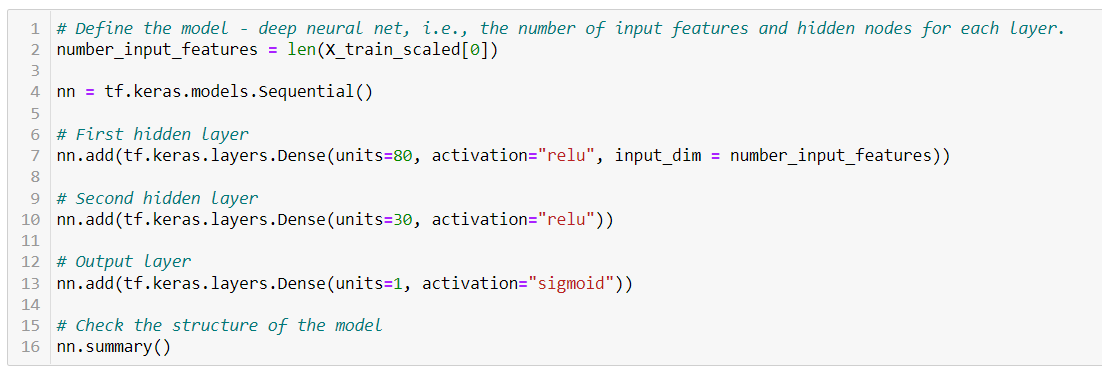 1 # Define the model - deep neural net, i.e., the number of input features and hidden nodes for each layer.
2 number_input_features = len(X_train_scaled[0])
3
4 nn = tf.keras.models.Sequential()
5
6 # First hidden layer
7 nn.add(tf.keras.layers.Dense(units=80, activation="relu", input_dim = number_input_features))
8
9 # Second hidden layer
10 nn.add(tf.keras.layers.Dense(units=30, activation="relu"))
11
12 # Output layer
13 nn.add(tf.keras.layers.Dense(units=1, activation="sigmoid"))
14
15 # Check the structure of the model
16 nn.summary()